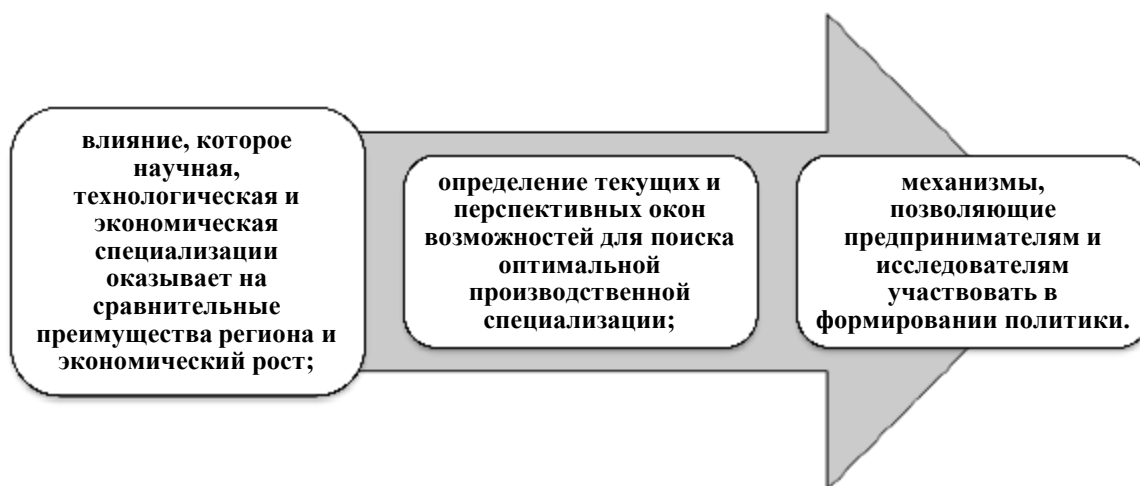 влияние, которое
научная,
технологическая и
экономическая
специализации
оказывает на
сравнительные
преимущества региона и
экономический рост;
определение текущих и
перспективных окон
возможностей для поиска
оптимальной
производственной
специализации;
механизмы,
позволяющие
предпринимателям и
исследователям
участвовать в
формировании политики.